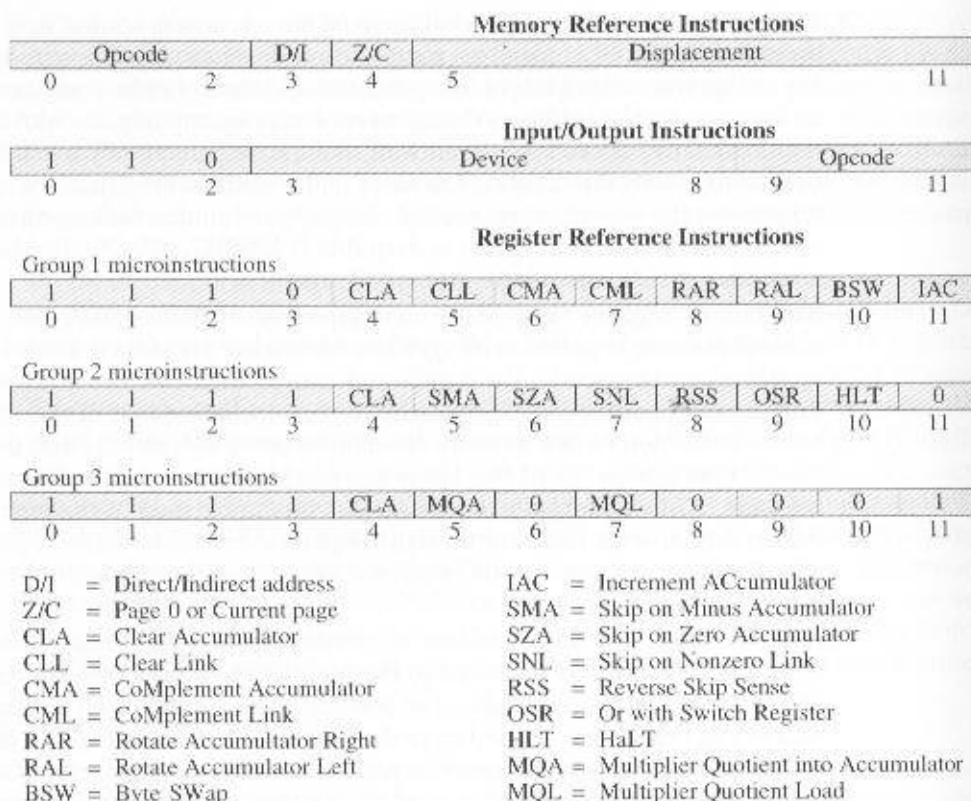 Memory Reference Instructions
Opcode D/I Z/C Displacement
0 2 3 4 5 11
Input/Output Instructions
1 1 0 Device Opcode
0 1 2 3 8 9 11
Register Reference Instructions
Group 1 microinstructions
1 1 1 0 CLA CLL CMA CML RAR RAL BSW IAC
0 1 2 3 4 5 6 7 8 9 10 11
Group 2 microinstructions
1 1 1 1 CLA SMA SZA SNL RSS OSR HLT 0
0 1 2 3 4 5 6 7 8 9 10 11
Group 3 microinstructions
1 1 1 1 CLA MQA 0 MQL 0 0 0 1
0 1 2 3 4 5 6 7 8 9 10 11
D/I = Direct/Indirect address
Z/C = Page 0 or Current page
CLA = Clear Accumulator
CLL = Clear Link
CMA = CoMplement Accumulator
CML = CoMplement Link
RAR = Rotate Accumultator Right
RAL = Rotate Accumulator Left
BSW = Byte SWap
IAC = Increment ACcumulator
SMA = Skip on Minus Accumulator
SZA = Skip on Zero Accumulator
SNL = Skip on Nonzero Link
RSS = Reverse Skip Sense
OSR = Or with Switch Register
HLT = HaLT
MQA = Multiplier Quotient into Accumulator
MQL = Multiplier Quotient Load